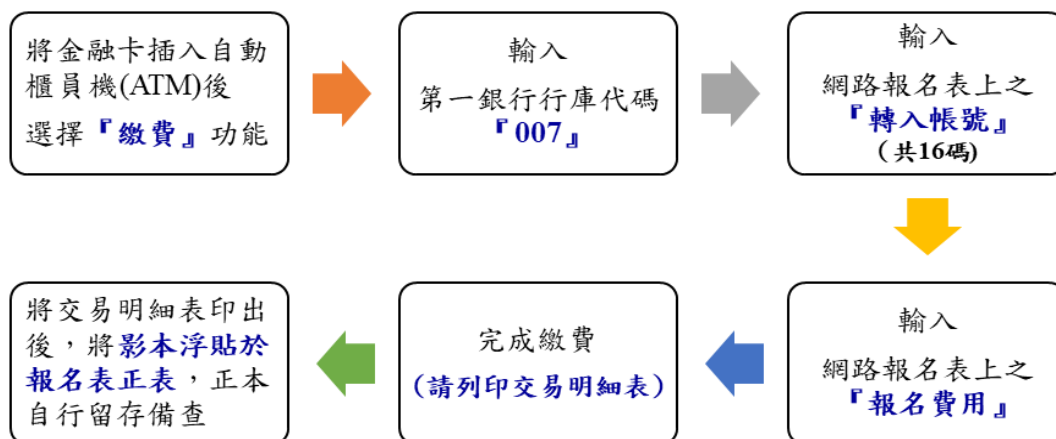 將金融卡插入自動
櫃員機(ATM)後
選擇『繳費』功能
輸入
第一銀行行庫代碼
『007』
輸入
網路報名表上之
『轉入帳號』
(共16碼)
輸入
網路報名表上之
『報名費用』
完成繳費
(請列印交易明細表)
將交易明細表印出
後，將影本浮貼於
報名表正表，正本
自行留存備查